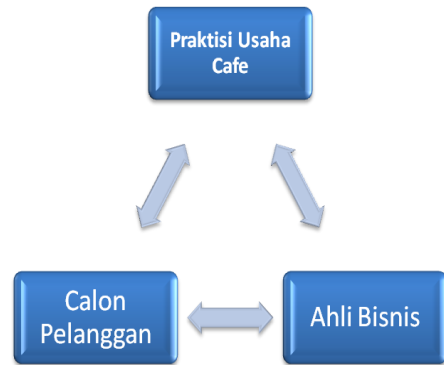 Praktisi Usaha
Cafe
Calon
Pelanggan
Ahli Bisnis